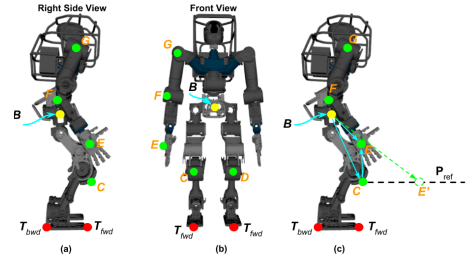 Right Side View
Front View
G
G
G
F
F
F
B
B
B
E
E
E
C
C
D
C
P_ref
E'
T_bwd
T_fwd
T_fwd
T_fwd
T_bwd
T_fwd
(a)
(b)
(c)